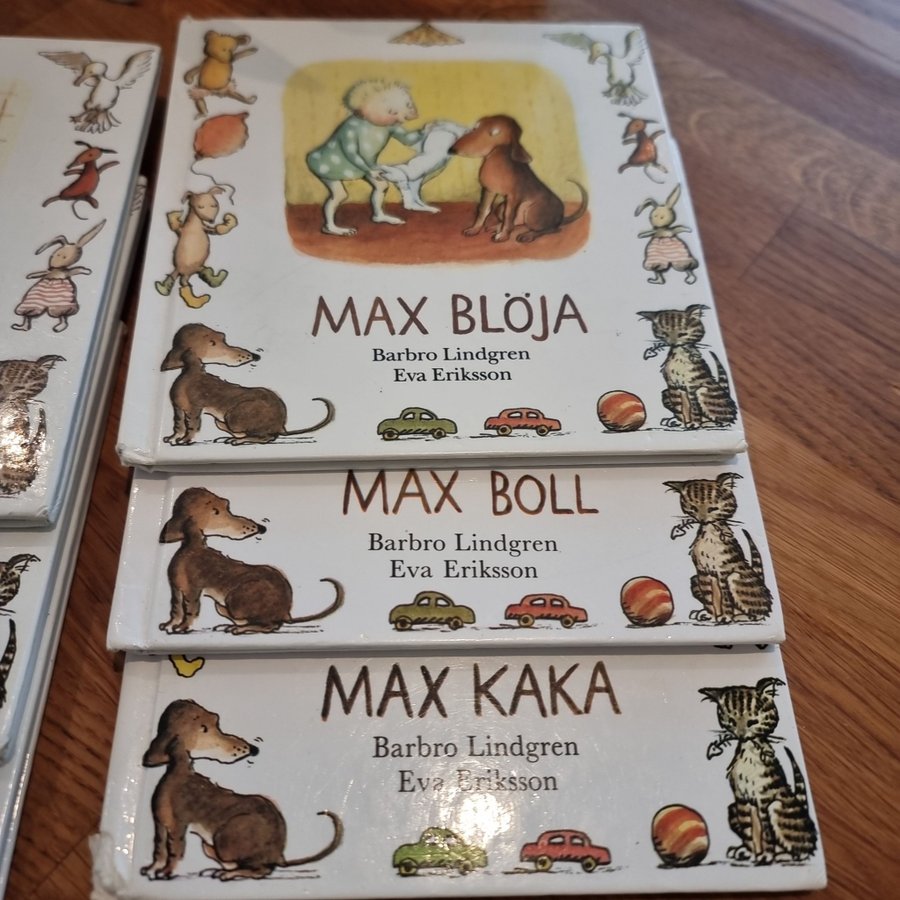 MAX BLÖJA
Barbro Lindgren
Eva Eriksson
MAX BOLL
Barbro Lindgren
Eva Eriksson
MAX KAKA
Barbro Lindgren
Eva Eriksson